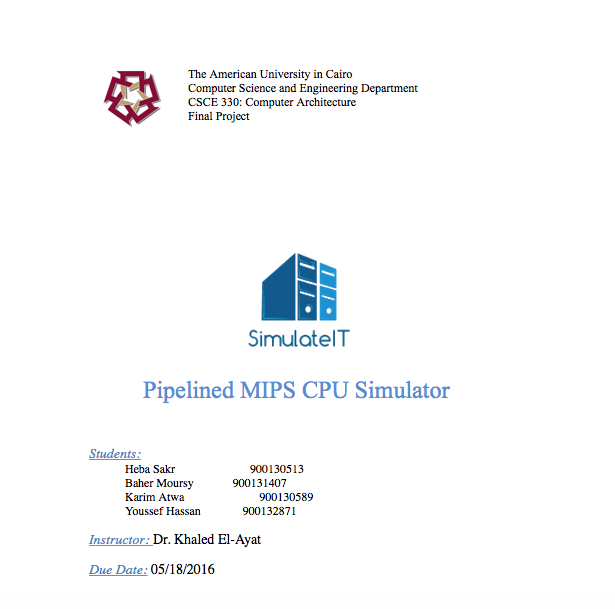 The American University in Cairo
Computer Science and Engineering Department
CSCE 330: Computer Architecture
Final Project
SimulateIT
Pipelined MIPS CPU Simulator
Students:
Heba Sakr 900130513
Baher Moursy 900131407
Karim Atwa 900130589
Youssef Hassan 900132871
Instructor: Dr. Khaled El-Ayat
Due Date: 05/18/2016